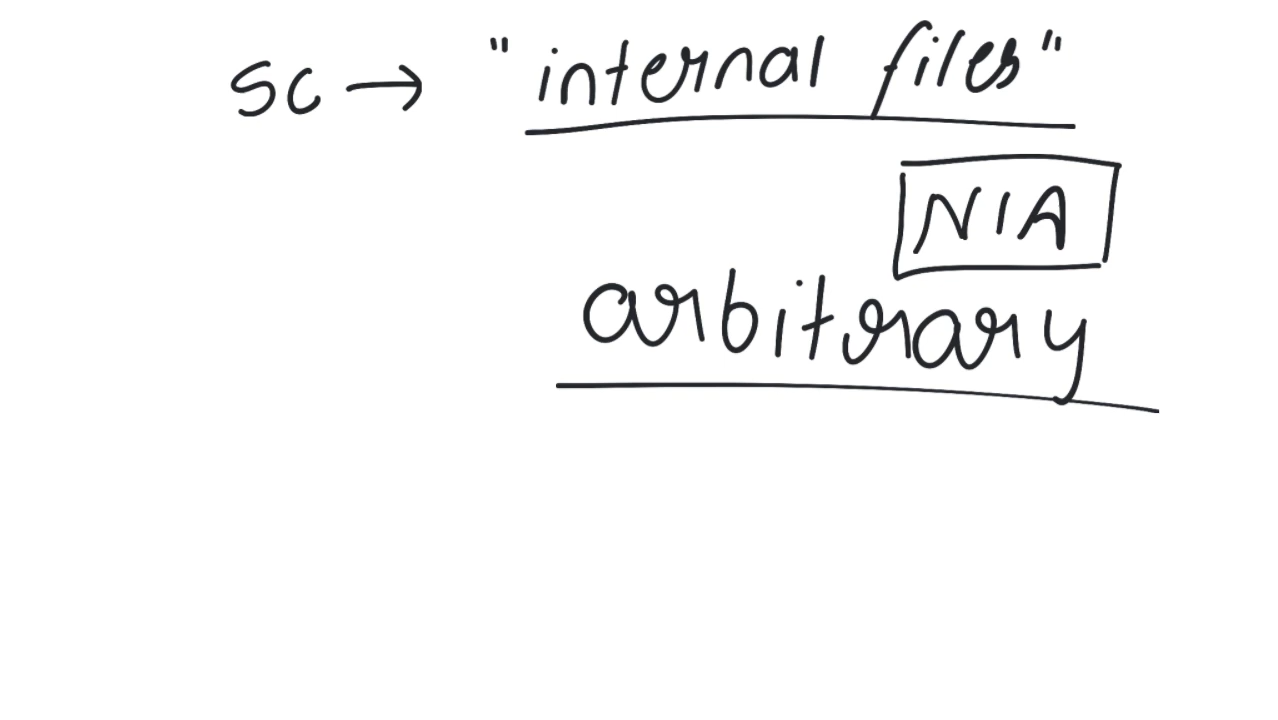 SC → "internal files"
NIA
arbitrary